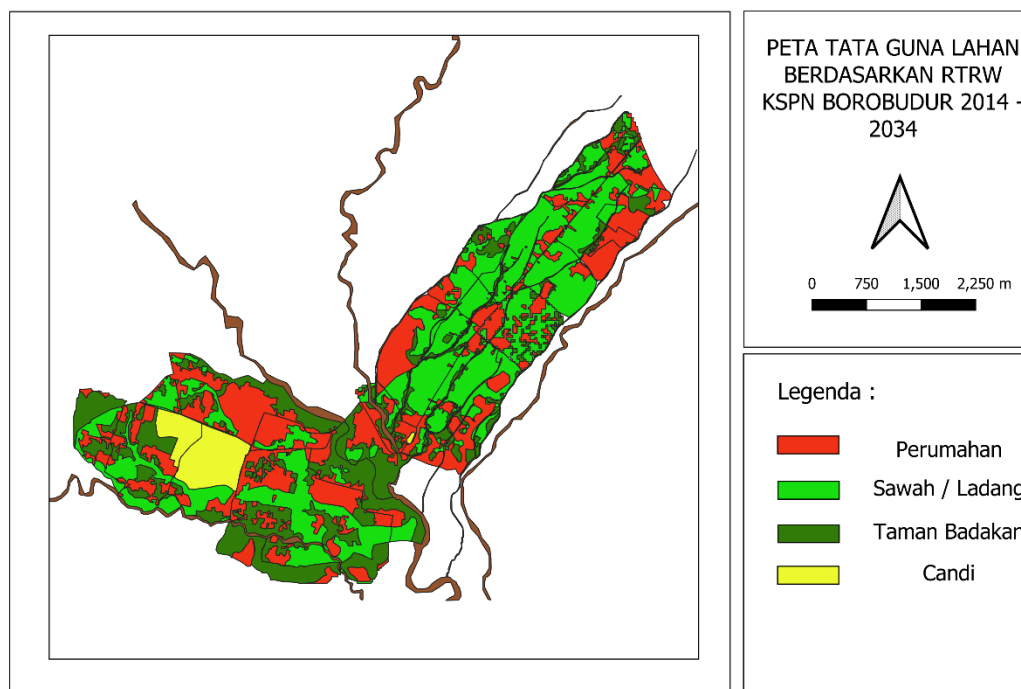 PETA TATA GUNA LAHAN
BERDASARKAN RTRW
KSPN BOROBUDUR 2014 -
2034
0 750 1,500 2,250 m
Legenda :
Perumahan
Sawah / Ladang
Taman Badakan
Candi